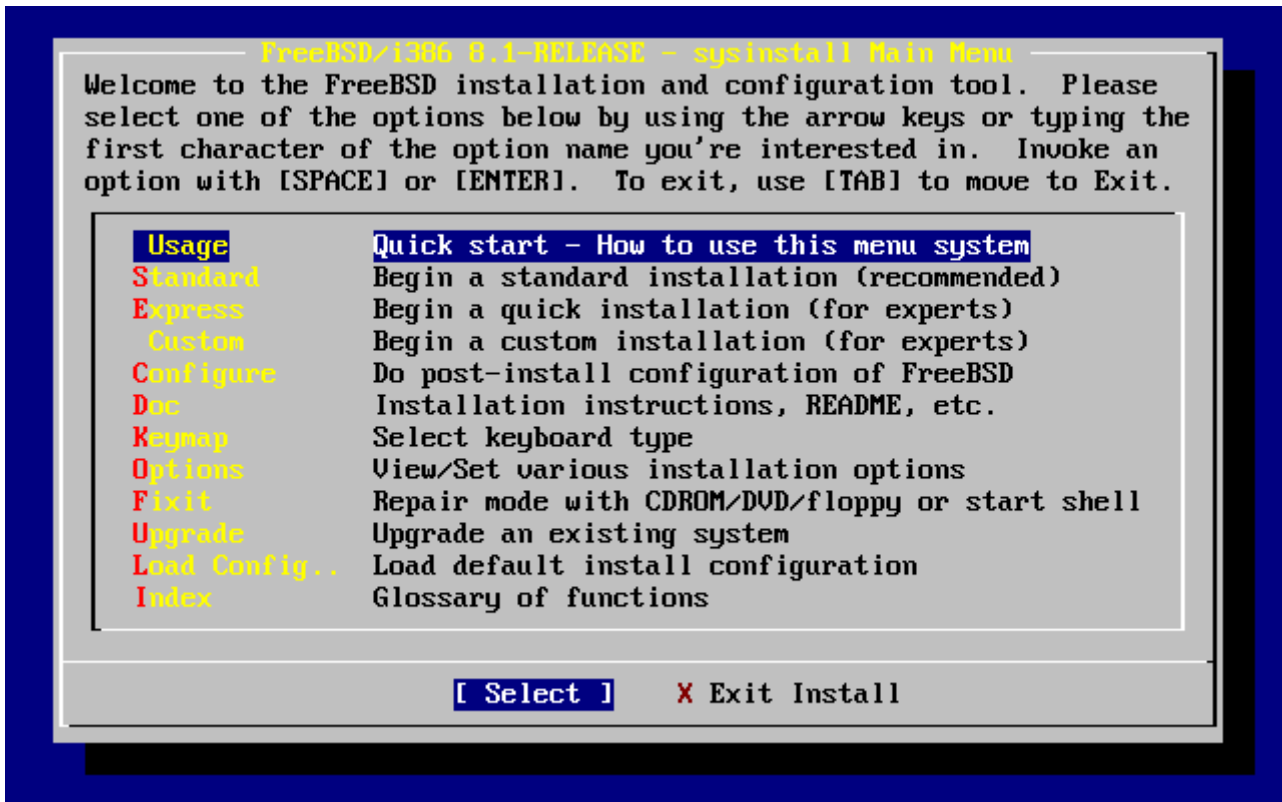 FreeBSD/i386 8.1-RELEASE - sysinstall Main Menu
Welcome to the FreeBSD installation and configuration tool.  Please
select one of the options below by using the arrow keys or typing the
first character of the option name you're interested in.  Invoke an
option with [SPACE] or [ENTER].  To exit, use [TAB] to move to Exit.
Usage Quick start - How to use this menu system
Standard Begin a standard installation (recommended)
Express Begin a quick installation (for experts)
Custom Begin a custom installation (for experts)
Configure Do post-install configuration of FreeBSD
Doc Installation instructions, README, etc.
Keymap Select keyboard type
Options View/Set various installation options
Fixit Repair mode with CDROM/DVD/floppy or start shell
Upgrade Upgrade an existing system
Load Config.. Load default install configuration
Index Glossary of functions
[ Select ] X Exit Install